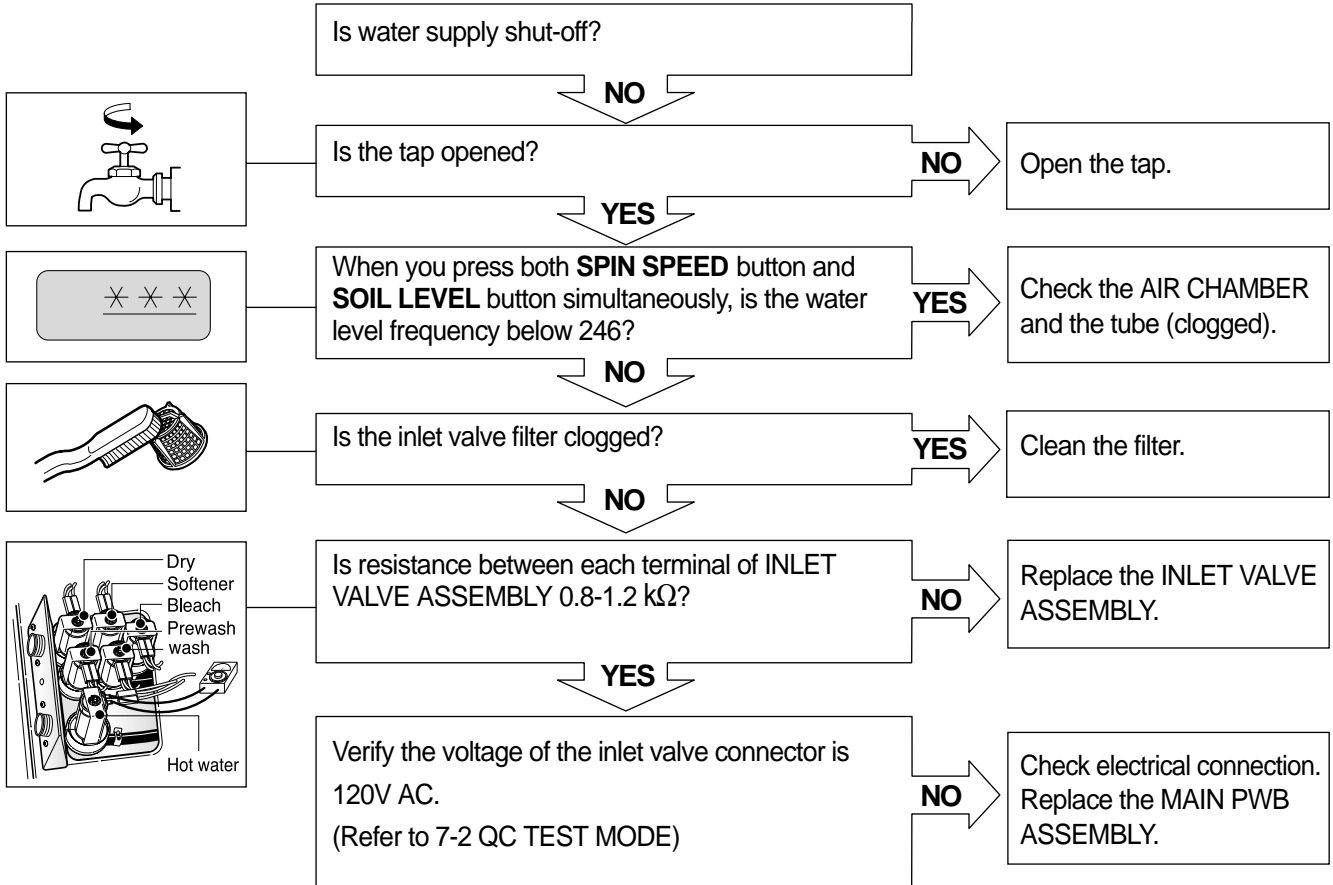 Is water supply shut-off?
NO
Is the tap opened?
NO
Open the tap.
YES
When you press both SPIN SPEED button and
SOIL LEVEL button simultaneously, is the water
level frequency below 246?
YES
Check the AIR CHAMBER
and the tube (clogged).
NO
Is the inlet valve filter clogged?
YES
Clean the filter.
NO
Dry
Softener
Bleach
Prewash
wash
Hot water
Is resistance between each terminal of INLET
VALVE ASSEMBLY 0.8-1.2 kΩ?
NO
Replace the INLET VALVE
ASSEMBLY.
YES
Verify the voltage of the inlet valve connector is
120V AC.
(Refer to 7-2 QC TEST MODE)
NO
Check electrical connection.
Replace the MAIN PWB
ASSEMBLY.